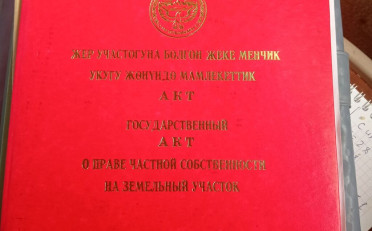 ЖЕР УЧАСТОГУНА БОЛГОН ЖЕКЕ МЕНЧИК
УКУГУ ЖӨНҮНДӨ МАМЛЕКЕТТИК
АКТ
ГОСУДАРСТВЕННЫЙ
АКТ
О ПРАВЕ ЧАСТНОЙ СОБСТВЕННОСТИ
НА ЗЕМЕЛЬНЫЙ УЧАСТОК